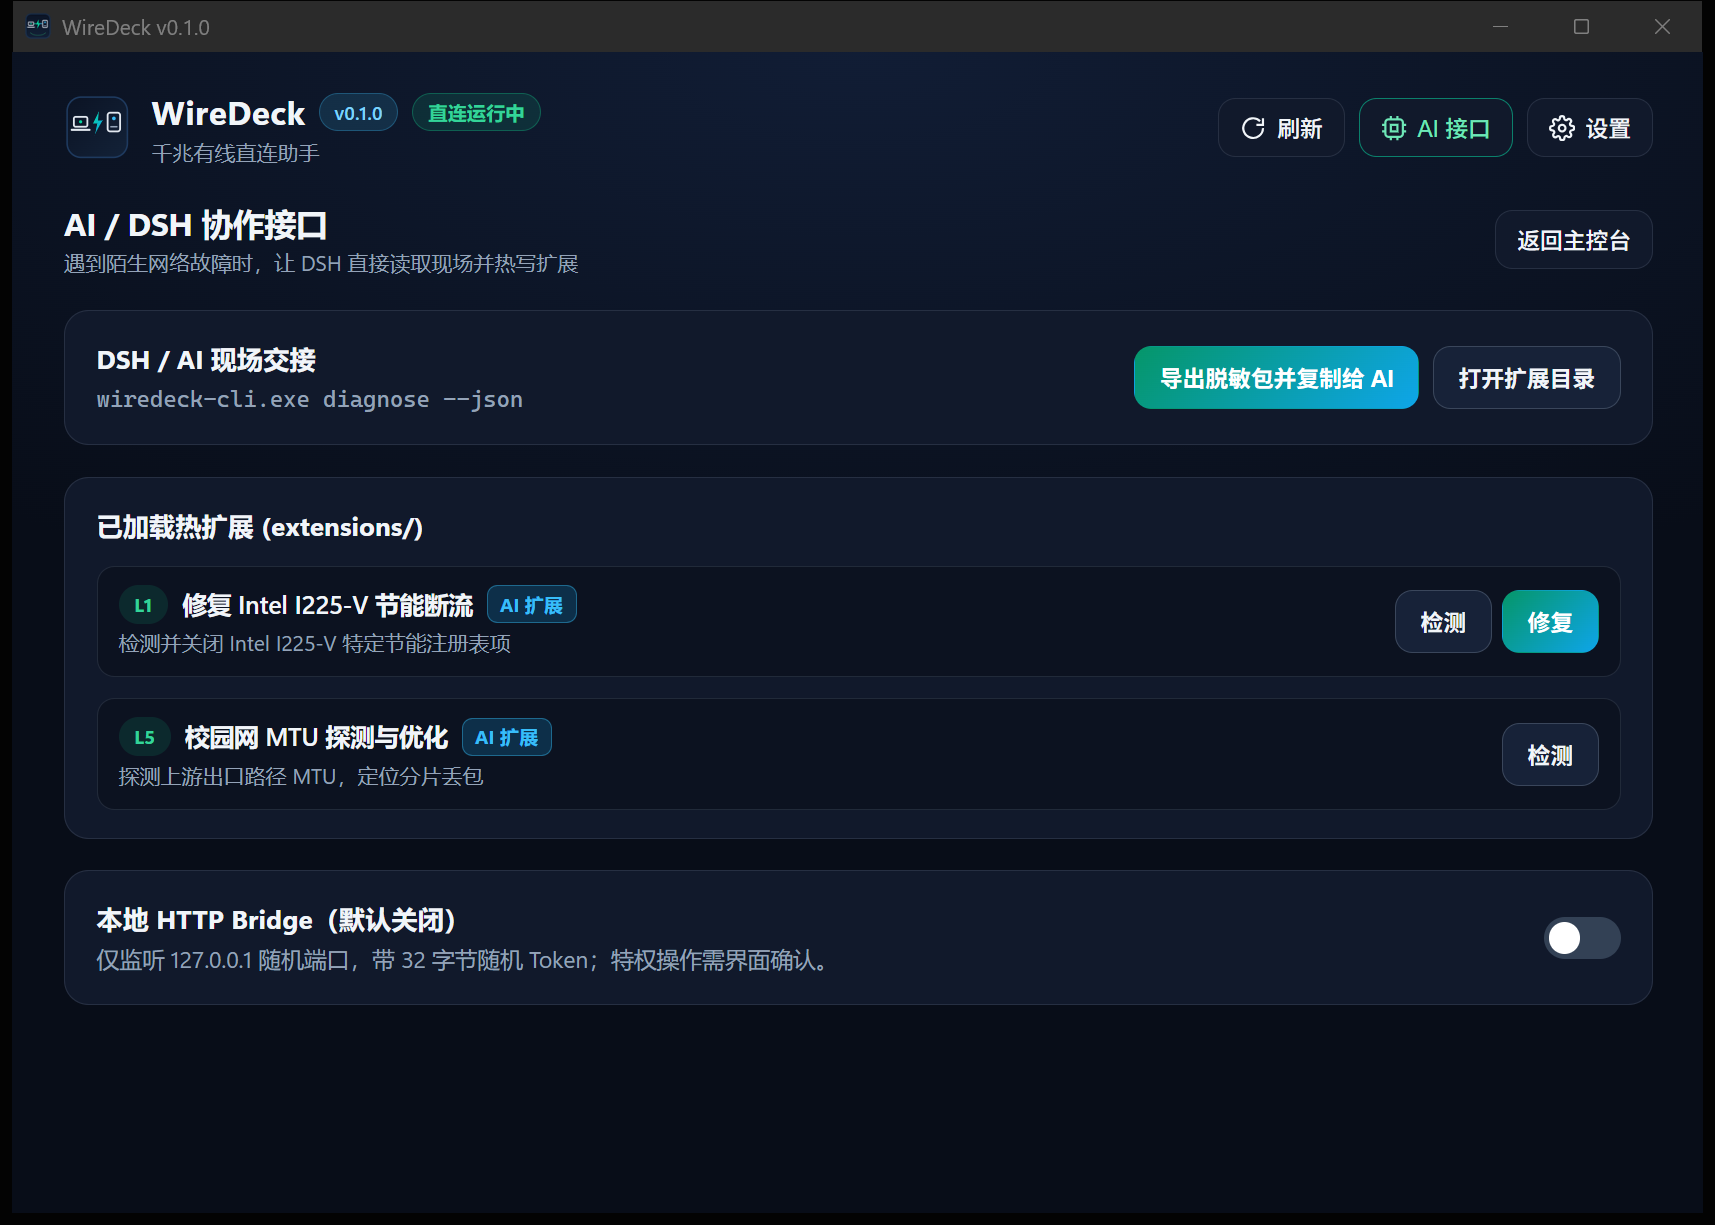 WireDeck v0.1.0
WireDeck v0.1.0 直连运行中
千兆有线直连助手
刷新 AI 接口 设置
AI / DSH 协作接口
遇到陌生网络故障时，让 DSH 直接读取现场并热写扩展
返回主控台
DSH / AI 现场交接
wiredeck-cli.exe diagnose --json
导出脱敏包并复制给 AI 打开扩展目录
已加载热扩展 (extensions/)
L1 修复 Intel I225-V 节能断流 AI 扩展
检测并关闭 Intel I225-V 特定节能注册表项
检测 修复
L5 校园网 MTU 探测与优化 AI 扩展
探测上游出口路径 MTU，定位分片丢包
检测
本地 HTTP Bridge（默认关闭）
仅监听 127.0.0.1 随机端口，带 32 字节随机 Token；特权操作需界面确认。